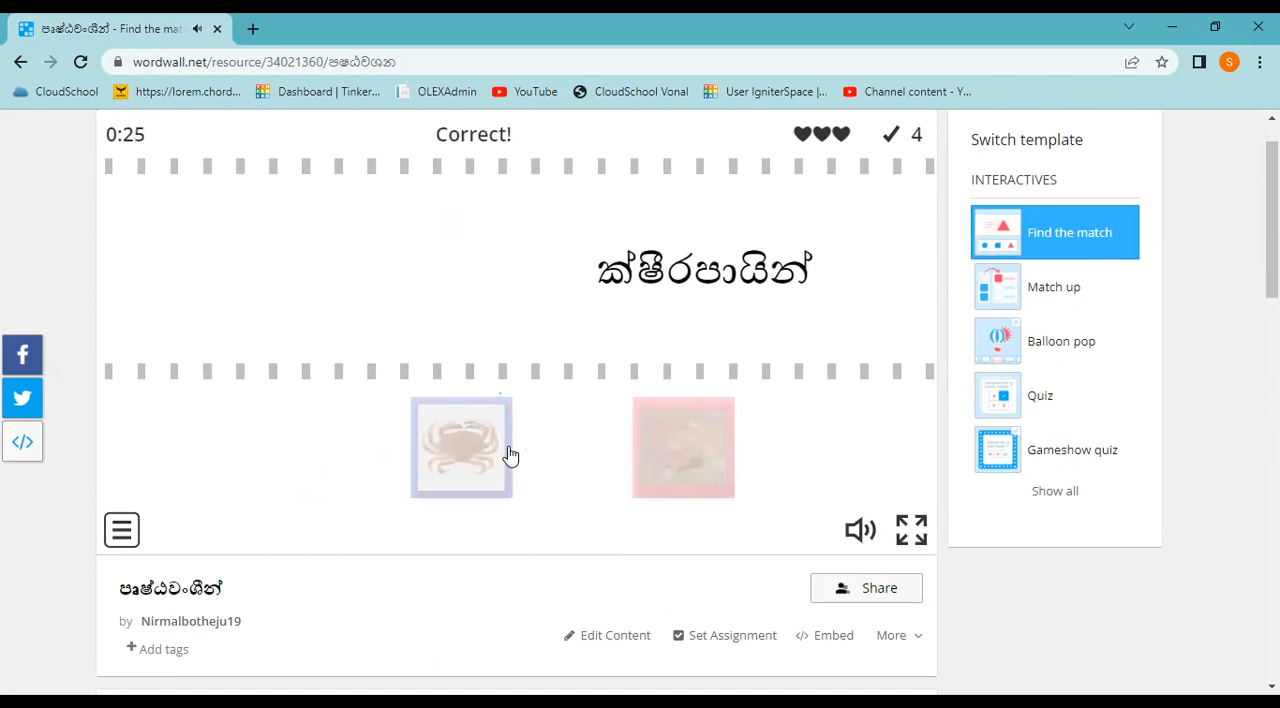 පෘෂ්ඨවංශීන් - Find the mat
wordwall.net/resource/34021360/පෂඨවශන
S
CloudSchool
https://lorem.chord...
Dashboard | Tinker...
OLEXAdmin
YouTube
CloudSchool Vonal
User IgniterSpace |...
Channel content - Y...
0:25
Correct!
4
ක්ෂීරපායින්
Switch template
INTERACTIVES
Find the match
Match up
Balloon pop
Quiz
Gameshow quiz
Show all
පෘෂ්ඨවංශීන්
by Nirmalbotheju19
Add tags
Share
Edit Content
Set Assignment
Embed
More